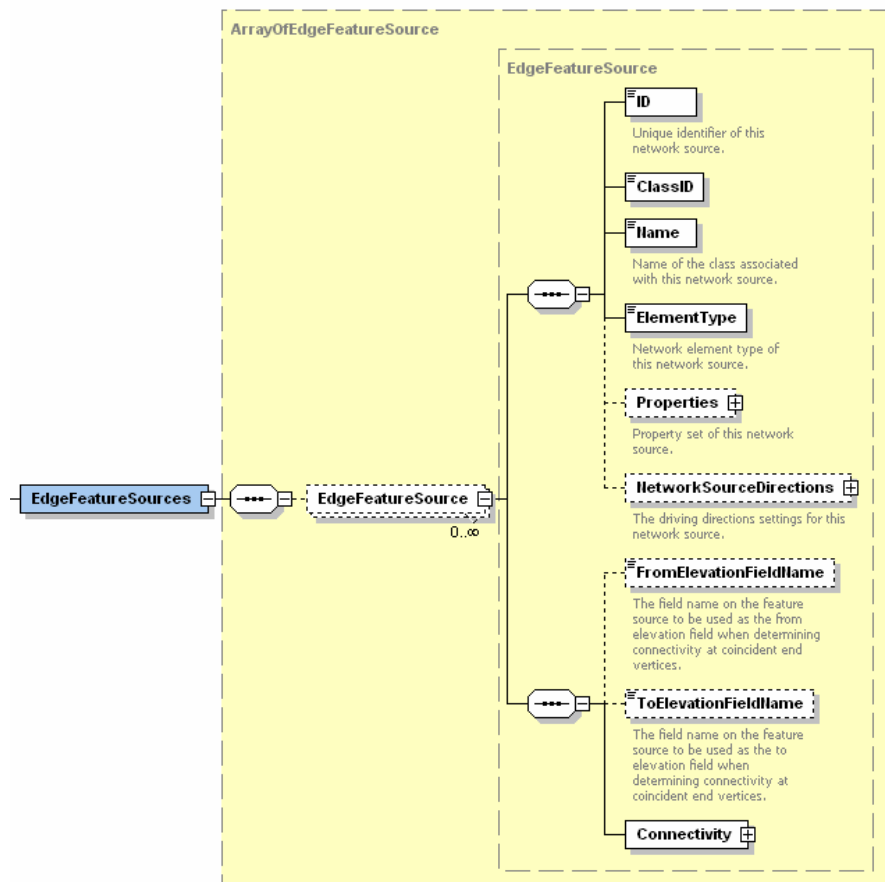 ArrayOfEdgeFeatureSource
EdgeFeatureSource
ID
Unique identifier of this
network source.
ClassID
Name
Name of the class associated
with this network source.
ElementType
Network element type of
this network source.
Properties
Property set of this network
source.
NetworkSourceDirections
The driving directions settings for this
network source.
EdgeFeatureSources
EdgeFeatureSource
0..∞
FromElevationFieldName
The field name on the feature
source to be used as the from
elevation field when determining
connectivity at coincident end
vertices.
ToElevationFieldName
The field name on the feature
source to be used as the to
elevation field when
determining connectivity at
coincident end vertices.
Connectivity